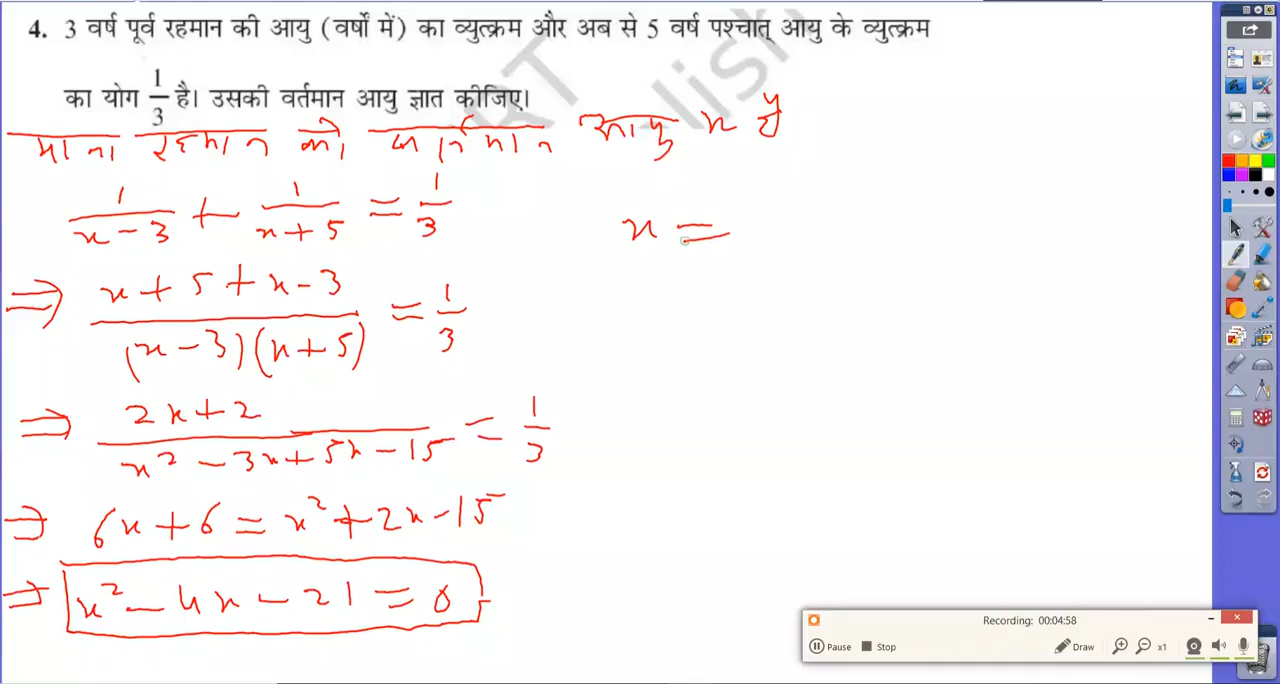 4. 3 वर्ष पूर्व रहमान की आयु (वर्षों में) का व्युत्क्रम और अब से 5 वर्ष पश्चात् आयु के व्युत्क्रम
का योग 1/3 है। उसकी वर्तमान आयु ज्ञात कीजिए।
माना रहमान की वर्तमान आयु x
1/(x-3) + 1/(x+5) = 1/3
x =
⇒ (x+5+x-3)/((x-3)(x+5)) = 1/3
⇒ (2x+2)/(x²-3x+5x-15) = 1/3
⇒ 6x+6 = x²+2x-15
⇒ x²-4x-21 = 0
Recording: 00:04:58
Pause Stop Draw x1